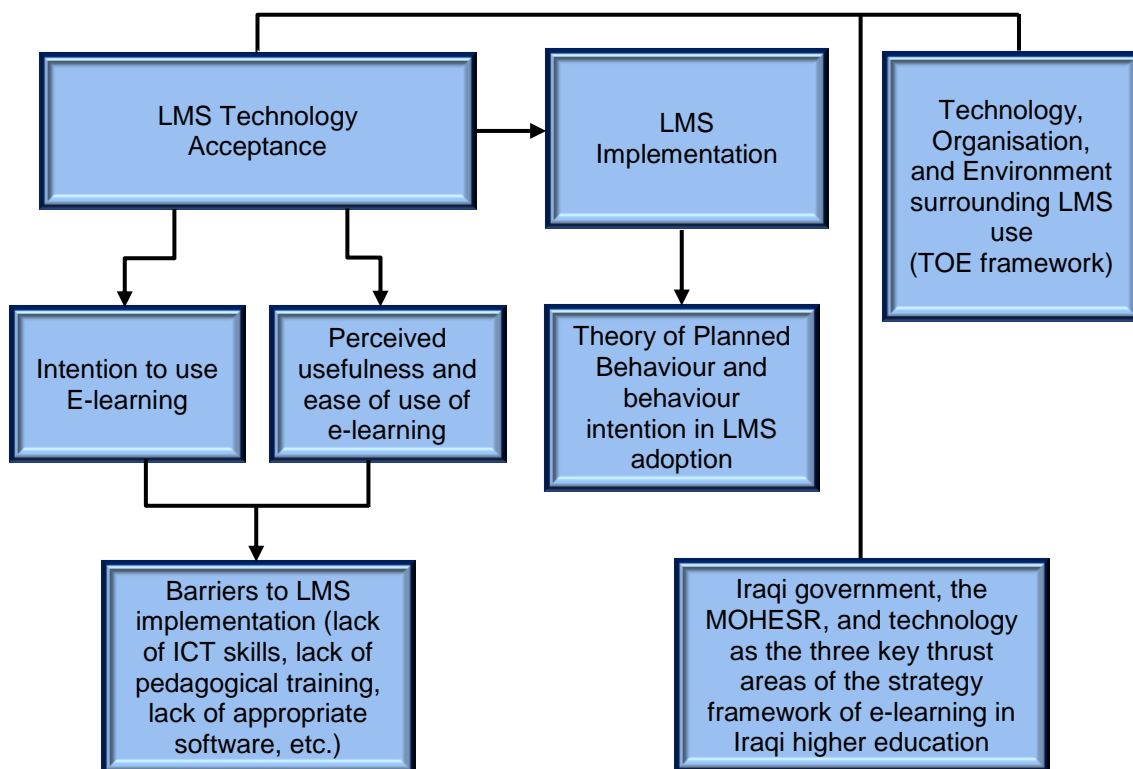 LMS Technology
Acceptance
LMS
Implementation
Technology,
Organisation,
and Environment
surrounding LMS
use
(TOE framework)
Intention to use
E-learning
Perceived
usefulness and
ease of use of
e-learning
Theory of Planned
Behaviour and
behaviour
intention in LMS
adoption
Barriers to LMS
implementation (lack
of ICT skills, lack of
pedagogical training,
lack of appropriate
software, etc.)
Iraqi government, the
MOHESR, and technology
as the three key thrust
areas of the strategy
framework of e-learning in
Iraqi higher education